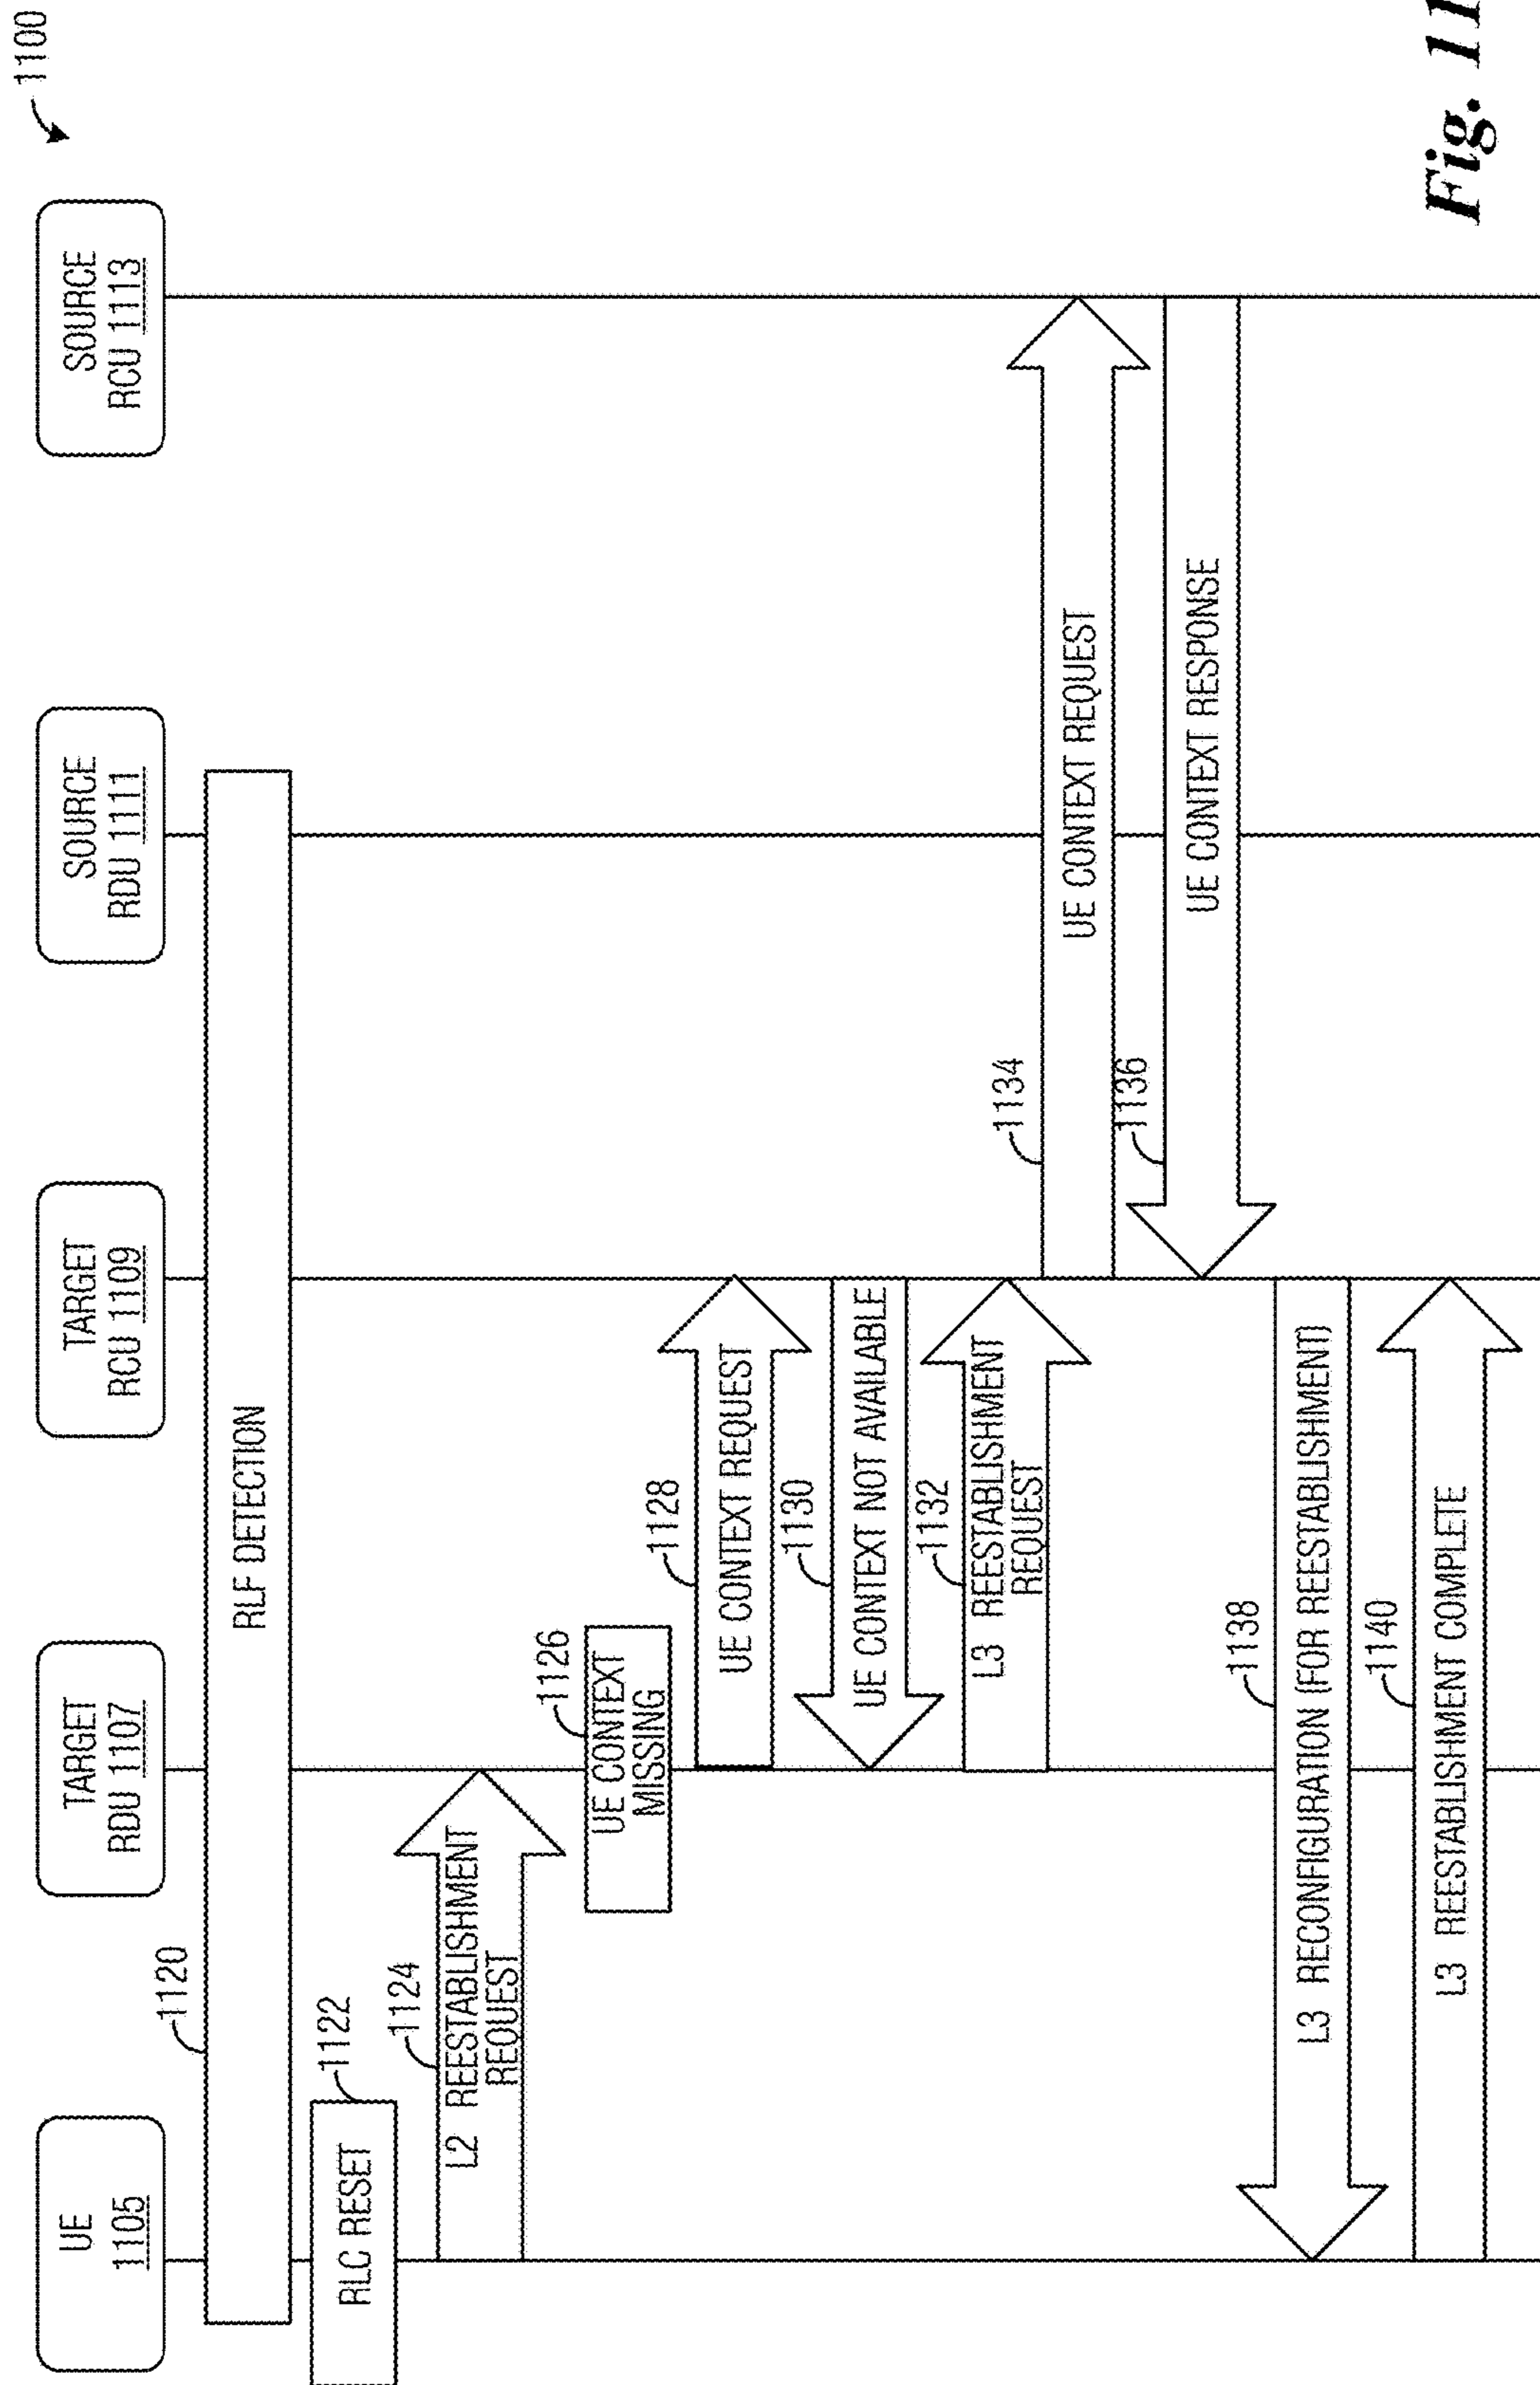 1100
UE
1105
TARGET
RDU 1107
TARGET
RCU 1109
SOURCE
RDU 1111
SOURCE
RCU 1113
1120
RLF DETECTION
RLC RESET
1122
1124
L2 REESTABLISHMENT
REQUEST
1126
UE CONTEXT
MISSING
1128
UE CONTEXT REQUEST
1130
UE CONTEXT NOT AVAILABLE
1132
L3 REESTABLISHMENT
REQUEST
1134
UE CONTEXT REQUEST
1136
UE CONTEXT RESPONSE
1138
L3 RECONFIGURATION (FOR REESTABLISHMENT)
1140
L3 REESTABLISHMENT COMPLETE
Fig. 11